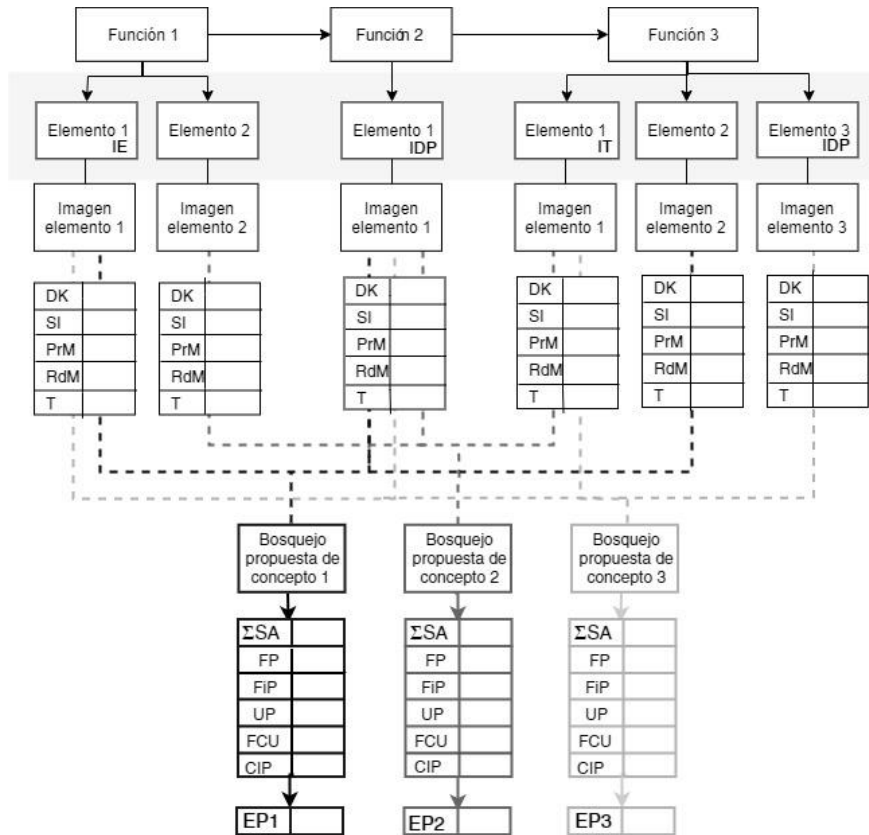 Función 1
Función 2
Función 3
Elemento 1
IE
Elemento 2
Elemento 1
IDP
Elemento 1
IT
Elemento 2
Elemento 3
IDP
Imagen
elemento 1
Imagen
elemento 2
Imagen
elemento 1
Imagen
elemento 1
Imagen
elemento 2
Imagen
elemento 3
DK
SI
PrM
RdM
T
DK
SI
PrM
RdM
T
DK
SI
PrM
RdM
T
DK
SI
PrM
RdM
T
DK
SI
PrM
RdM
T
DK
SI
PrM
RdM
T
Bosquejo
propuesta de
concepto 1
Bosquejo
propuesta de
concepto 2
Bosquejo
propuesta de
concepto 3
ΣSA
FP
FiP
UP
FCU
CIP
ΣSA
FP
FiP
UP
FCU
CIP
ΣSA
FP
FiP
UP
FCU
CIP
EP1
EP2
EP3